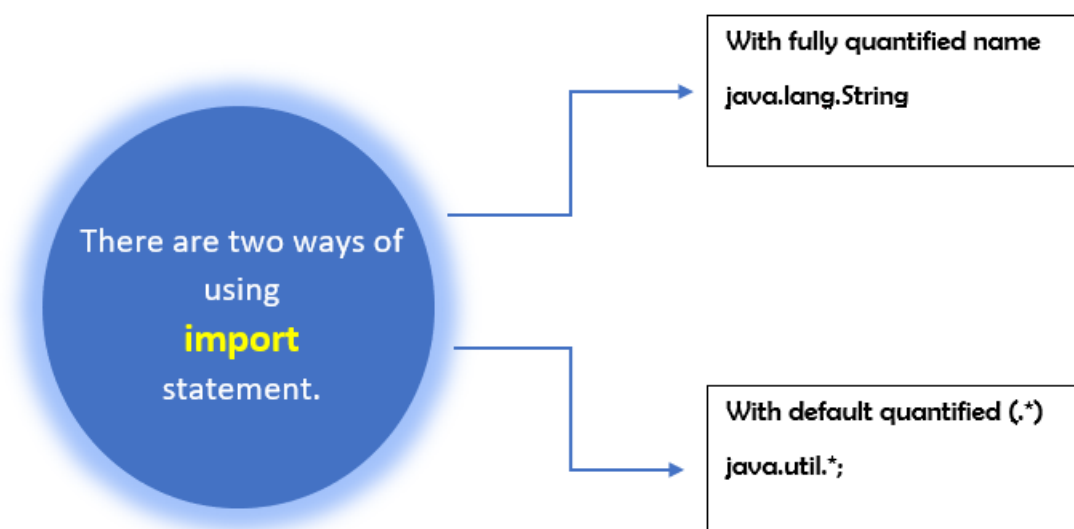 There are two ways of
using
import
statement.
With fully quantified name
java.lang.String
With default quantified (.*)
java.util.*;